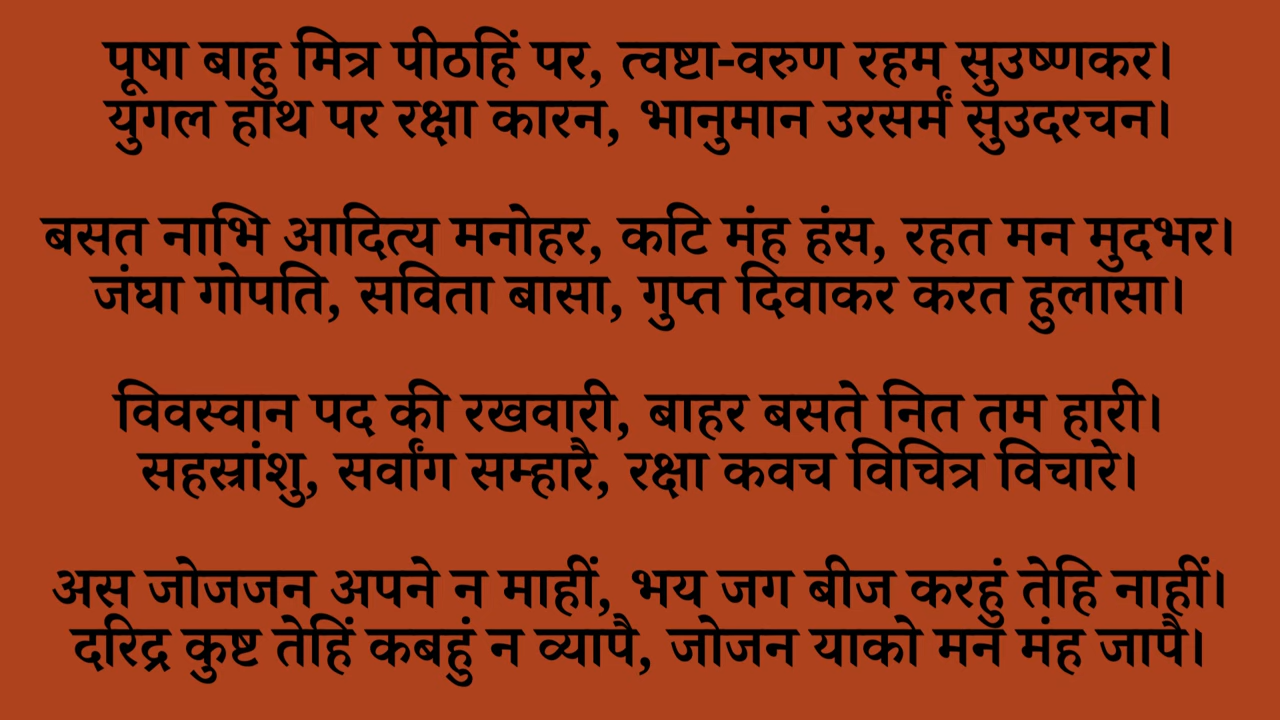 पूषा बाहु मित्र पीठहिं पर, त्वष्टा-वरुण रहम सुउष्णकर।
युगल हाथ पर रक्षा कारन, भानुमान उरसर्मं सुउदरचन।
बसत नाभि आदित्य मनोहर, कटि मंह हंस, रहत मन मुदभर।
जंघा गोपति, सविता बासा, गुप्त दिवाकर करत हुलासा।
विवस्वान पद की रखवारी, बाहर बसते नित तम हारी।
सहस्रांशु, सर्वांग सम्हारै, रक्षा कवच विचित्र विचारे।
अस जोजजन अपने न माहीं, भय जग बीज करहुं तेहि नाहीं।
दरिद्र कुष्ट तेहिं कबहुं न व्यापै, जोजन याको मन मंह जापै।